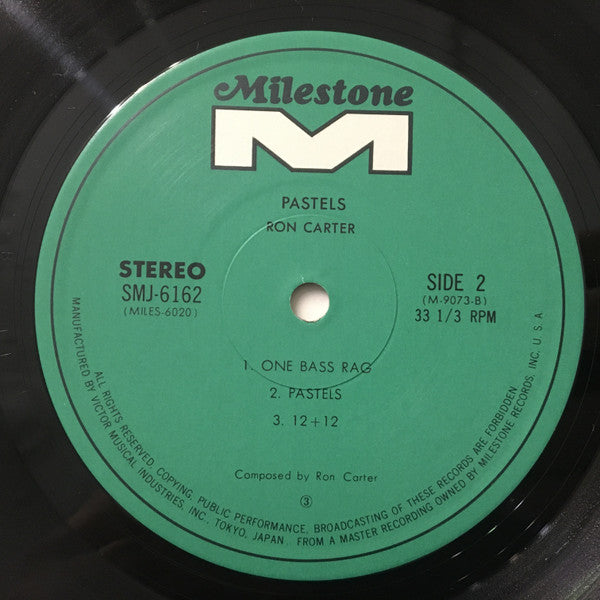 Milestone
M
PASTELS
RON CARTER
STEREO
SMJ-6162
(MILES-6020)
SIDE 2
(M-9073-B)
33 1/3 RPM
1. ONE BASS RAG
2. PASTELS
3. 12+12
Composed by Ron Carter
③
MANUFACTURED BY VICTOR MUSICAL INDUSTRIES, INC., TOKYO, JAPAN FROM A MASTER RECORDING OWNED BY MILESTONE RECORDS, INC. U.S.A.
ALL RIGHTS RESERVED. COPYING, PUBLIC PERFORMANCE, BROADCASTING OF THESE RECORDS ARE FORBIDDEN.